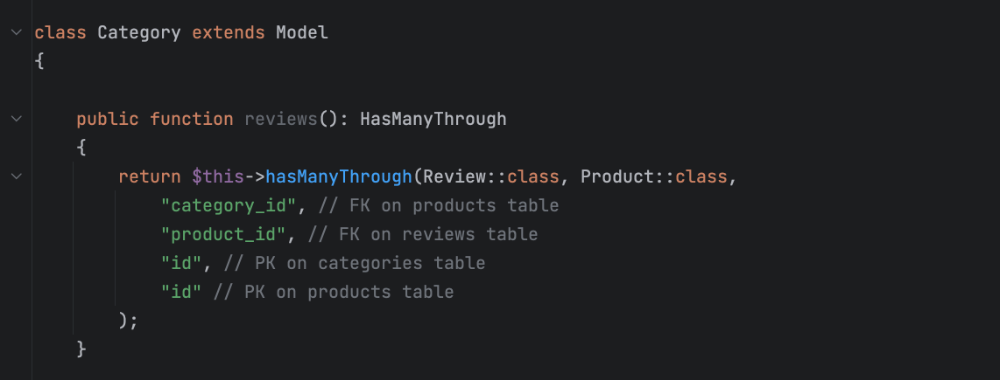 class Category extends Model
{
public function reviews(): HasManyThrough
{
return $this->hasManyThrough(Review::class, Product::class,
"category_id", // FK on products table
"product_id", // FK on reviews table
"id", // PK on categories table
"id" // PK on products table
);
}